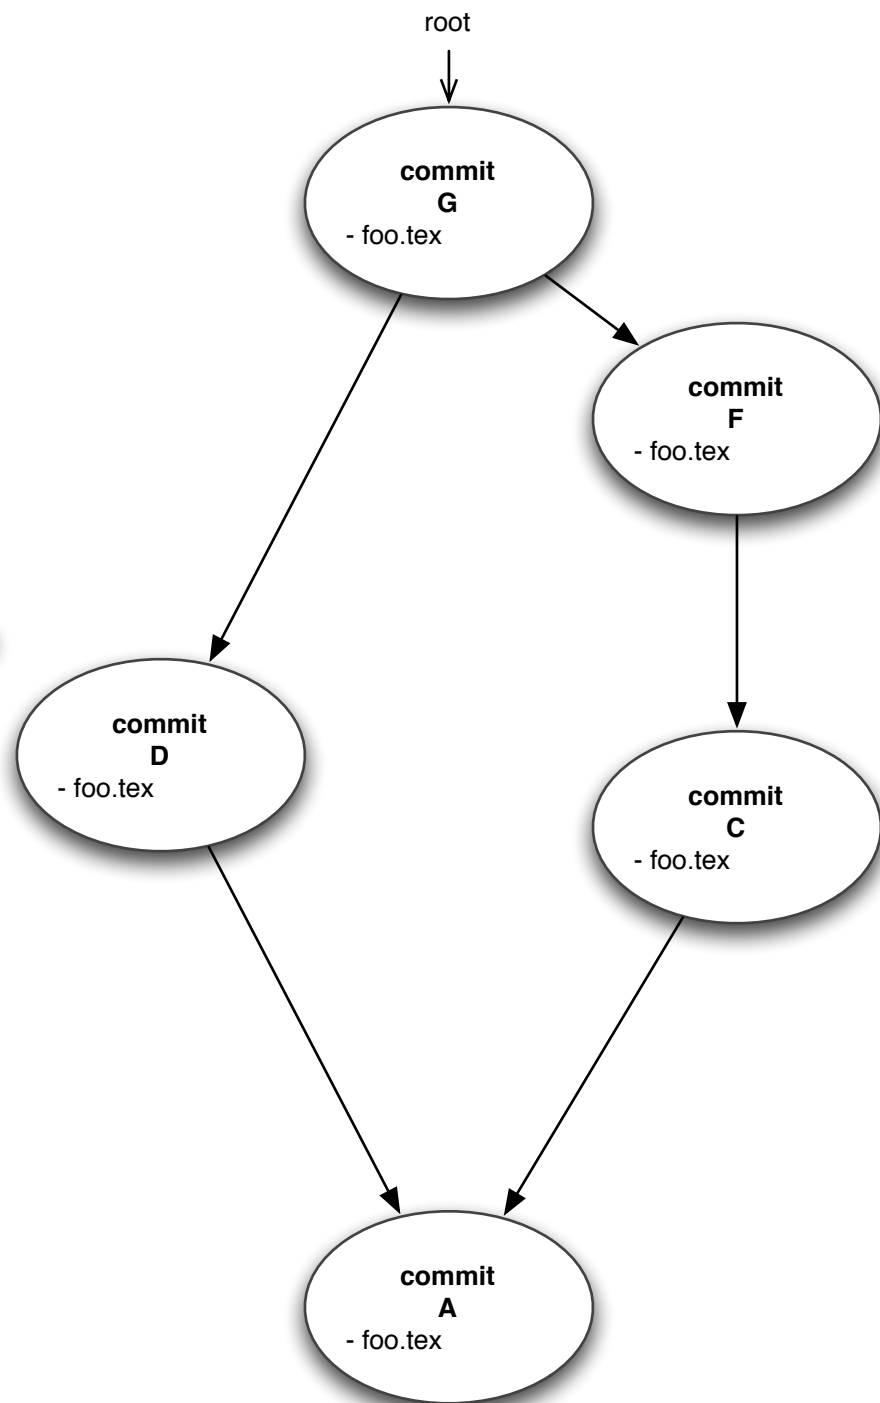 root
commit
G
- foo.tex
commit
F
- foo.tex
commit
D
- foo.tex
commit
C
- foo.tex
commit
A
- foo.tex